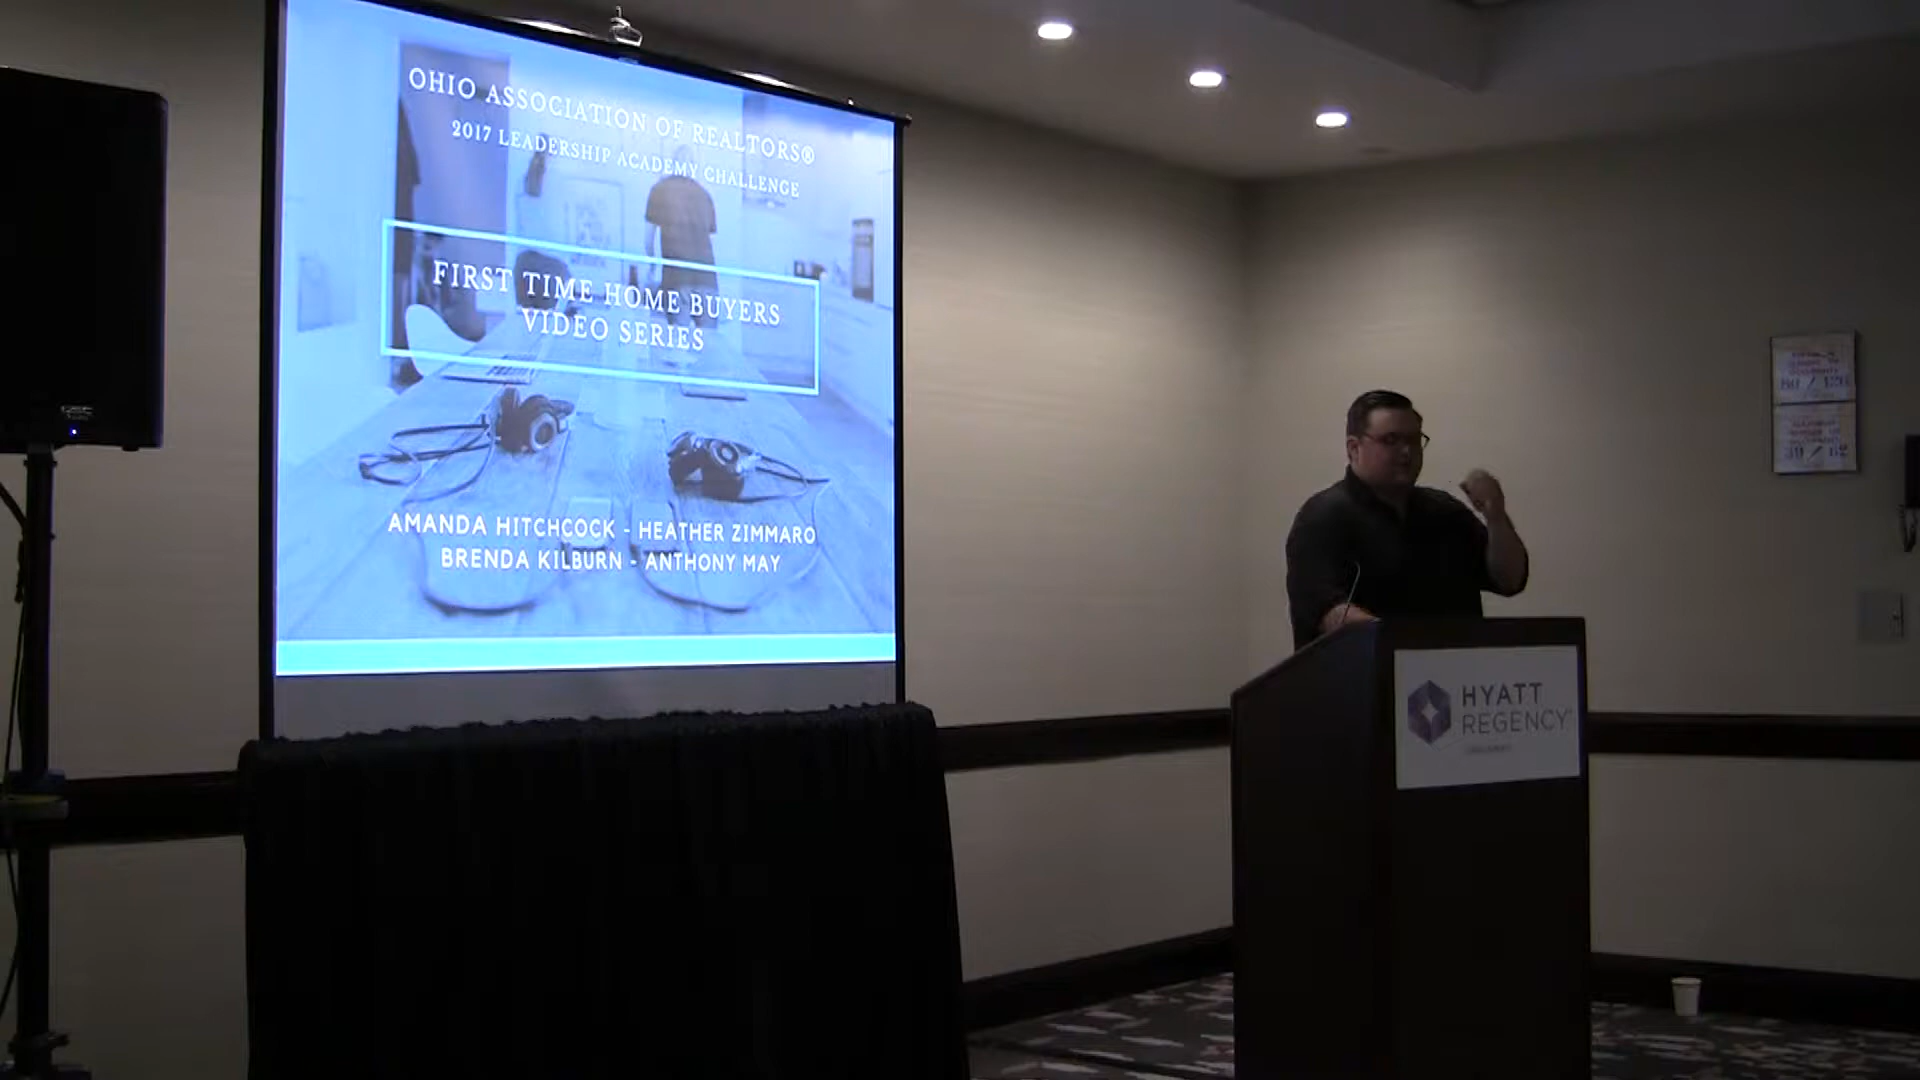 OHIO ASSOCIATION OF REALTORS®
2017 LEADERSHIP ACADEMY CHALLENGE
FIRST TIME HOME BUYERS
VIDEO SERIES
AMANDA HITCHCOCK - HEATHER ZIMMARO
BRENDA KILBURN - ANTHONY MAY
HYATT
REGENCY
QSC